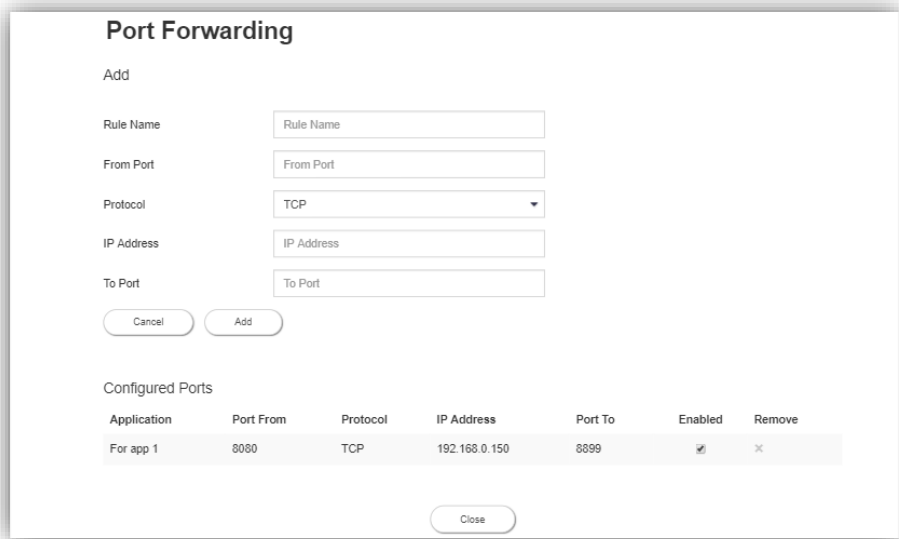 Port Forwarding
Add
Rule Name Rule Name
From Port From Port
Protocol TCP
IP Address IP Address
To Port To Port
Cancel Add
Configured Ports
Application Port From Protocol IP Address Port To Enabled Remove
For app 1 8080 TCP 192.168.0.150 8899
Close